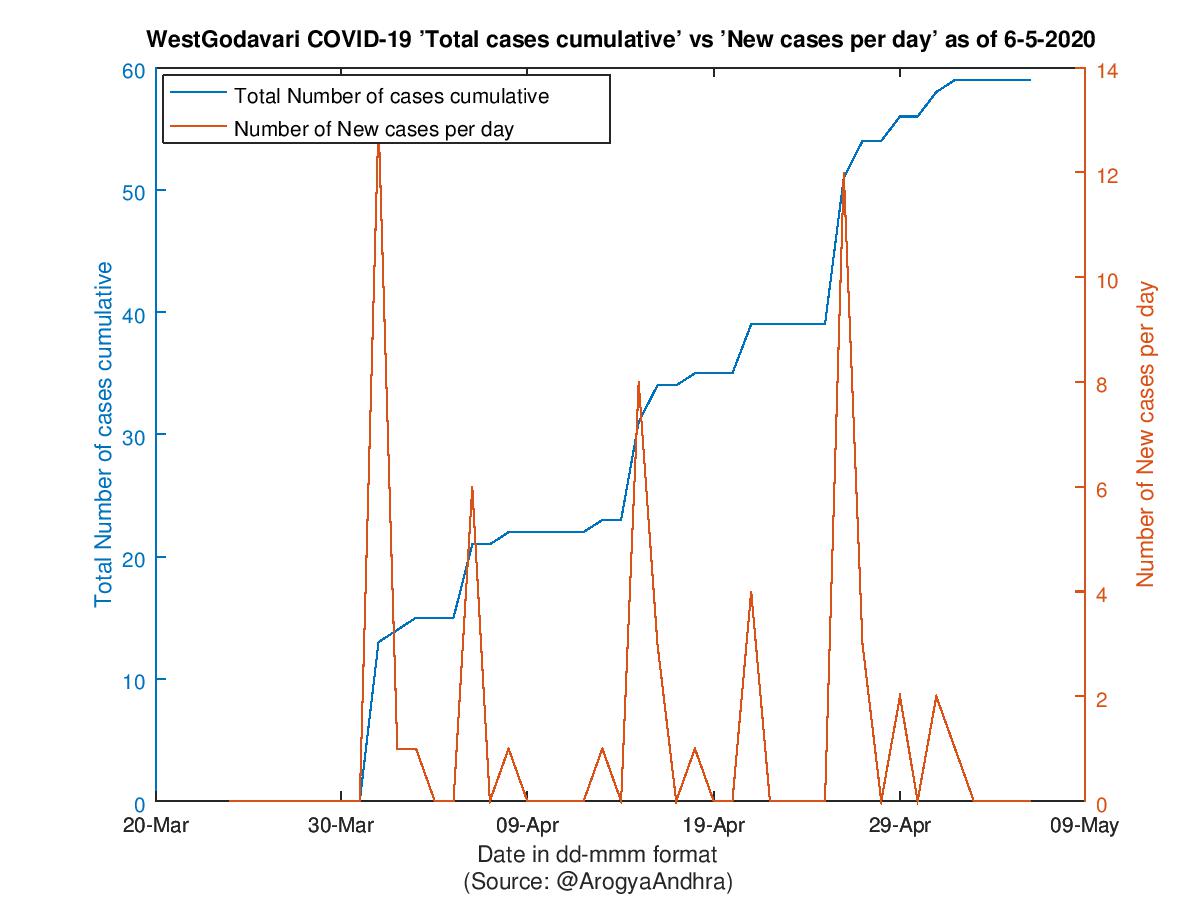 WestGodavari COVID-19 ’Total cases cumulative’ vs ’New cases per day’ as of 6-5-2020
Total Number of cases cumulative
Number of New cases per day
60
50
40
30
20
10
0
Total Number of cases cumulative
14
12
10
8
6
4
2
0
Number of New cases per day
20-Mar 30-Mar 09-Apr 19-Apr 29-Apr 09-May
Date in dd-mmm format
(Source: @ArogyaAndhra)